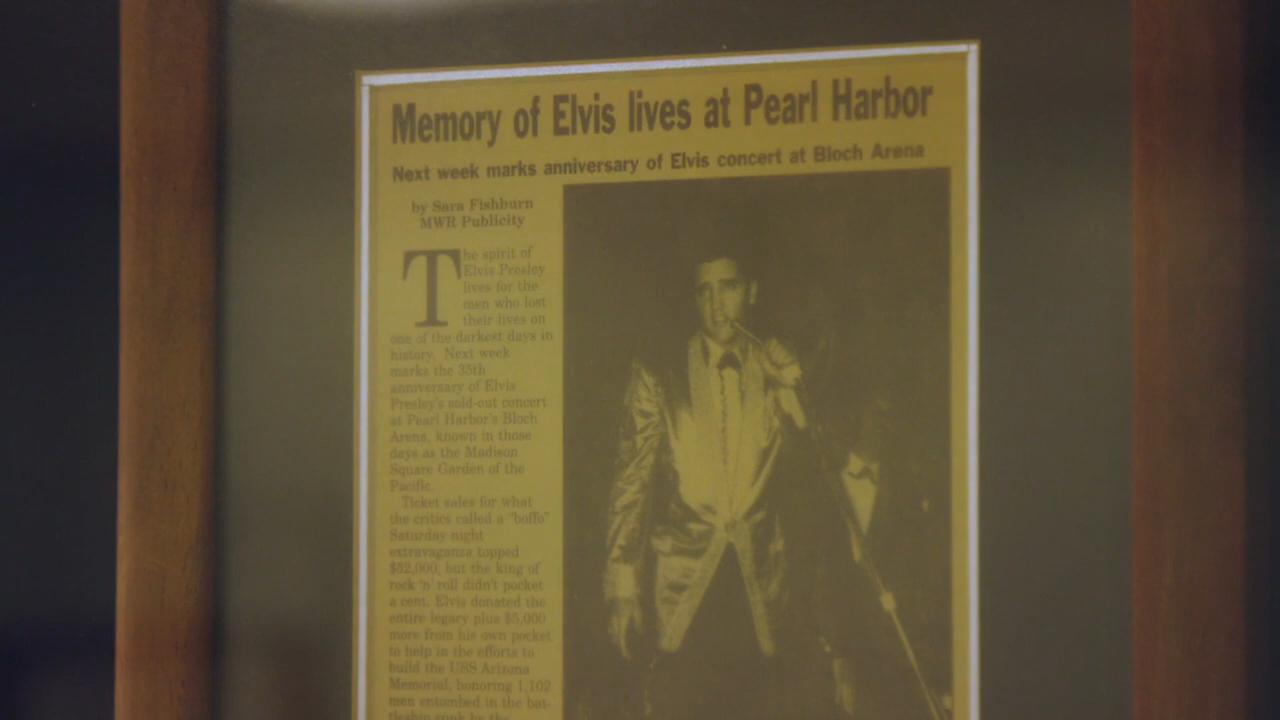 Memory of Elvis lives at Pearl Harbor
Next week marks anniversary of Elvis concert at Bloch Arena
by Sara Fishburn
MWR Publicity
The spirit of
Elvis Presley
lives for the
men who lost
their lives on
one of the darkest days in
history. Next week
marks the 35th
anniversary of Elvis
Presley's sold-out concert
at Pearl Harbor's Bloch
Arena, known in those
days as the Madison
Square Garden of the
Pacific.
Ticket sales for what
the critics called a "boffo"
Saturday night
extravaganza topped
$52,000, but the king of
rock 'n' roll didn't pocket
a cent. Elvis donated the
entire legacy plus $5,000
more from his own pocket
to help in the efforts to
build the USS Arizona
Memorial, honoring 1,102
men entombed in the bat-
tleship sunk by the